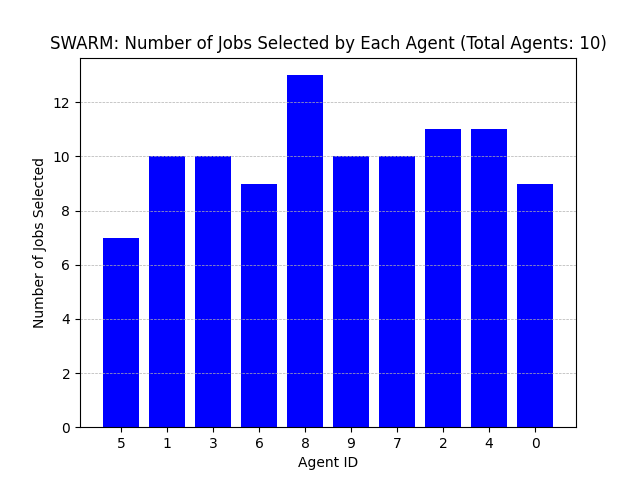 SWARM: Number of Jobs Selected by Each Agent (Total Agents: 10)
Number of Jobs Selected
12
10
8
6
4
2
0
5 1 3 6 8 9 7 2 4 0
Agent ID